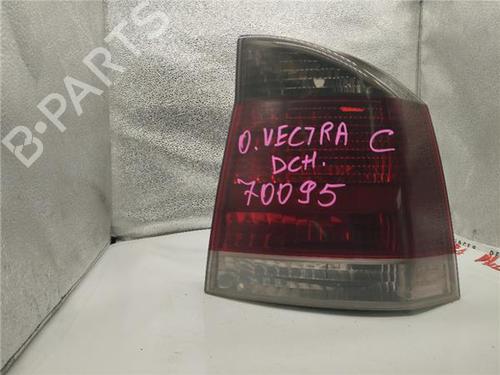 B-PARTS
O.VECTRA C
DCH.
70095